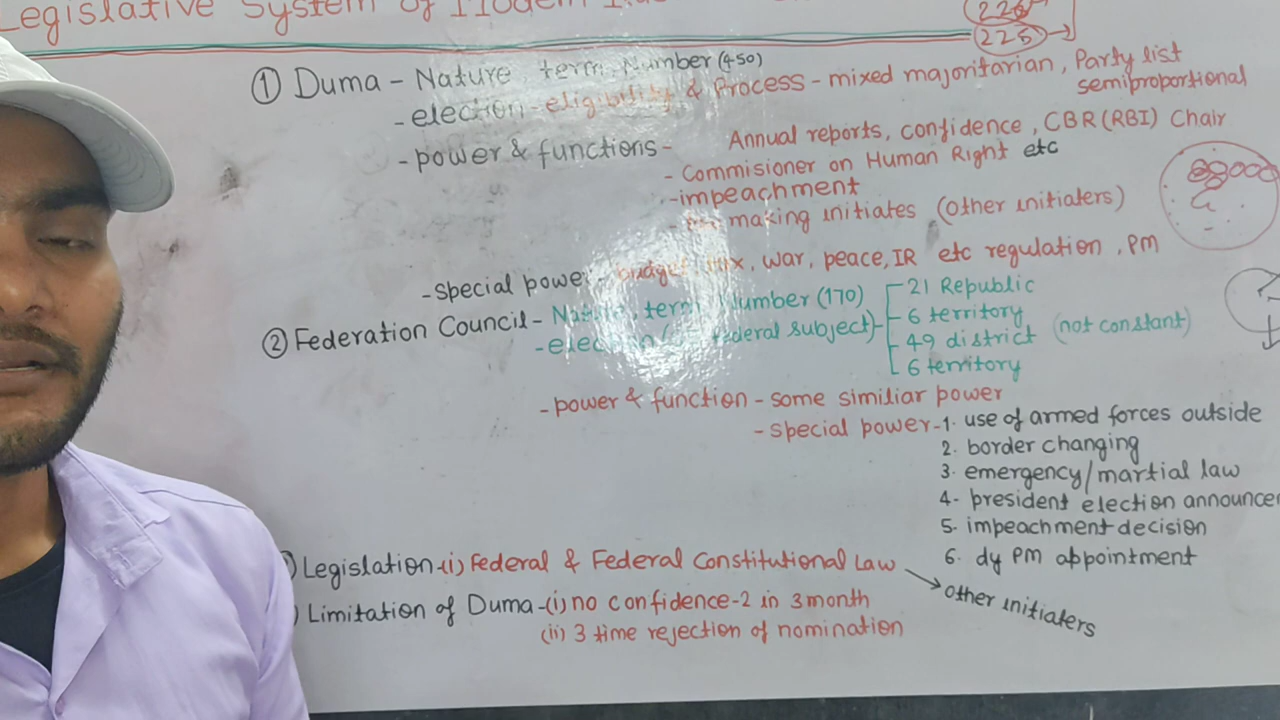 Legislative System of Modern
226
225
① Duma - Nature, term, Number (450)
- election - eligibility & Process - mixed majoritarian, Party list
semiproportional
- power & functions - Annual reports, confidence, CBR (RBI) Chair
- Commisioner on Human Right etc
- impeachment
making initiates (Other initiaters)
- special power - budget, tax, war, peace, IR etc regulation, PM
② Federation Council - Nature, term Number (170)
- election federal subject) - 21 Republic
6 territory
49 district (not constant)
6 territory
- power & function - some similiar power
- special power - 1. use of armed forces outside
2. border changing
3. emergency/martial law
4- president election announce
5. impeachment decision
6. dy PM appointment
Legislation - (i) Federal & Federal Constitutional Law
other initiaters
Limitation of Duma - (i) no confidence - 2 in 3 month
(ii) 3 time rejection of nomination